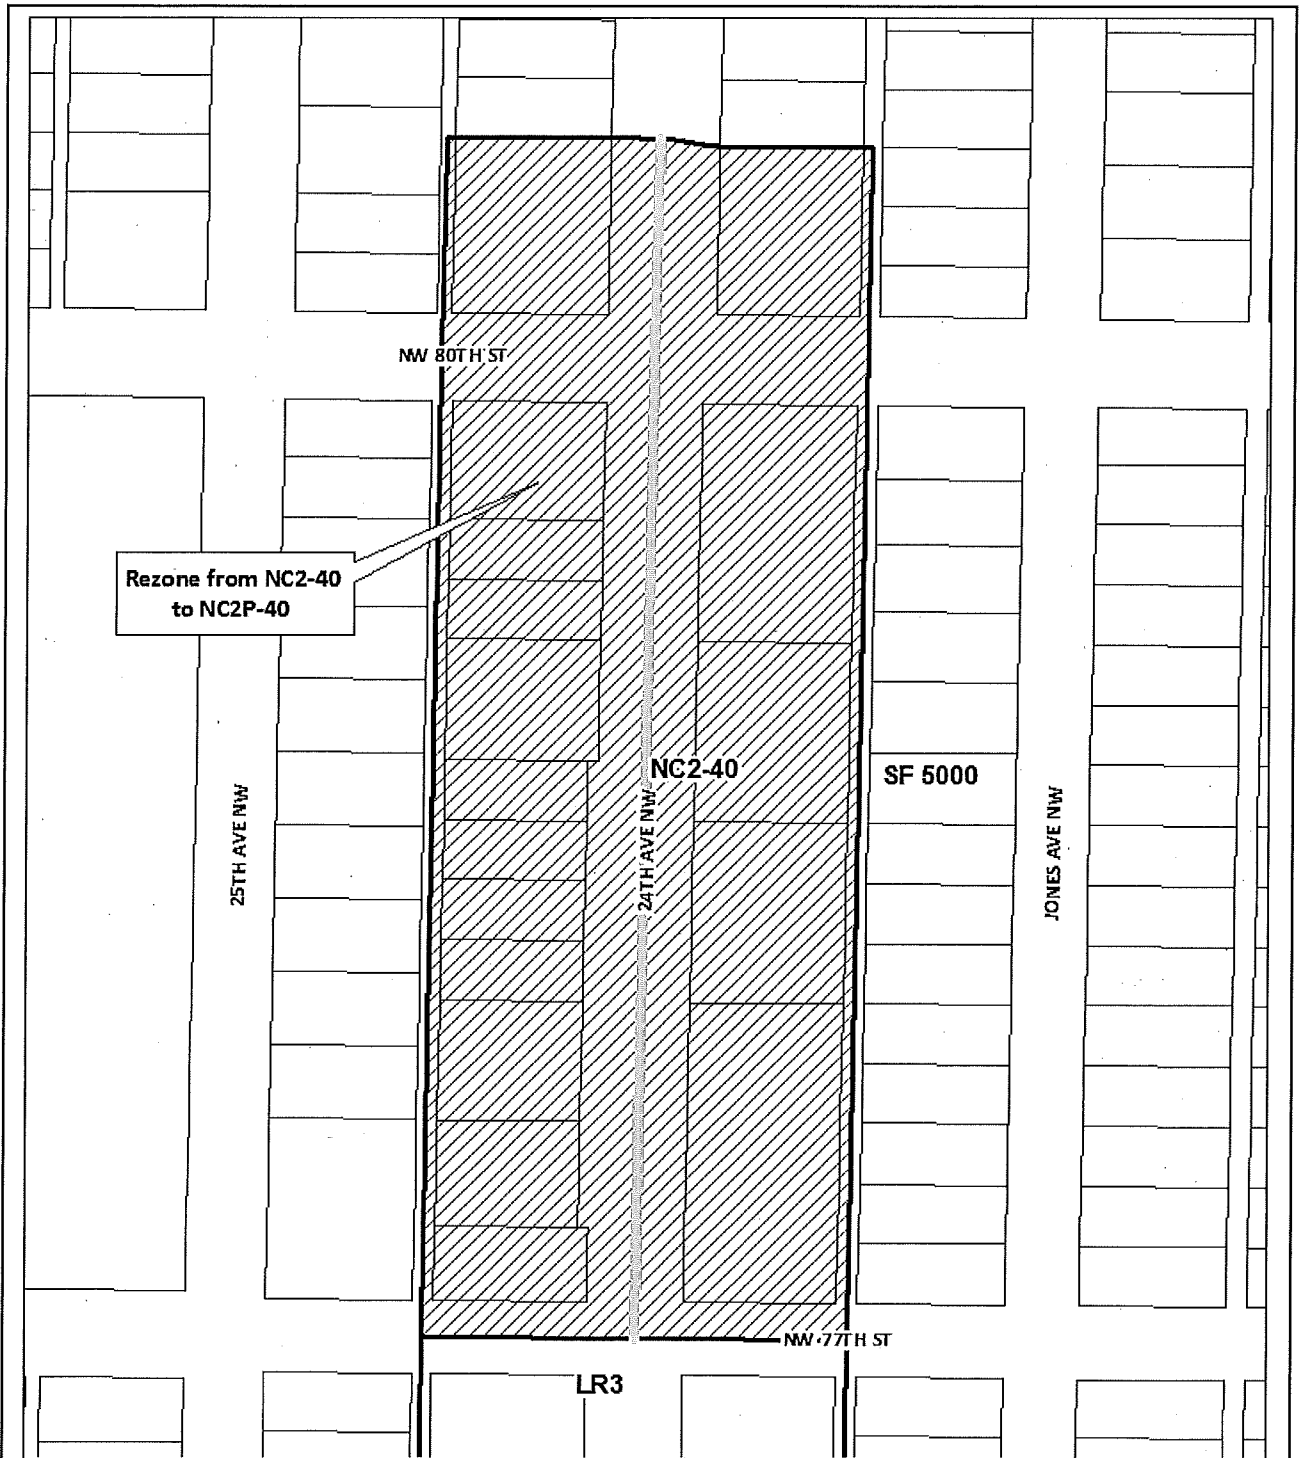 NW 80TH ST
Rezone from NC2-40
to NC2P-40
NC2-40
SF 5000
25TH AVE NW
24TH AVE NW
JONES AVE NW
NW 77TH ST
LR3